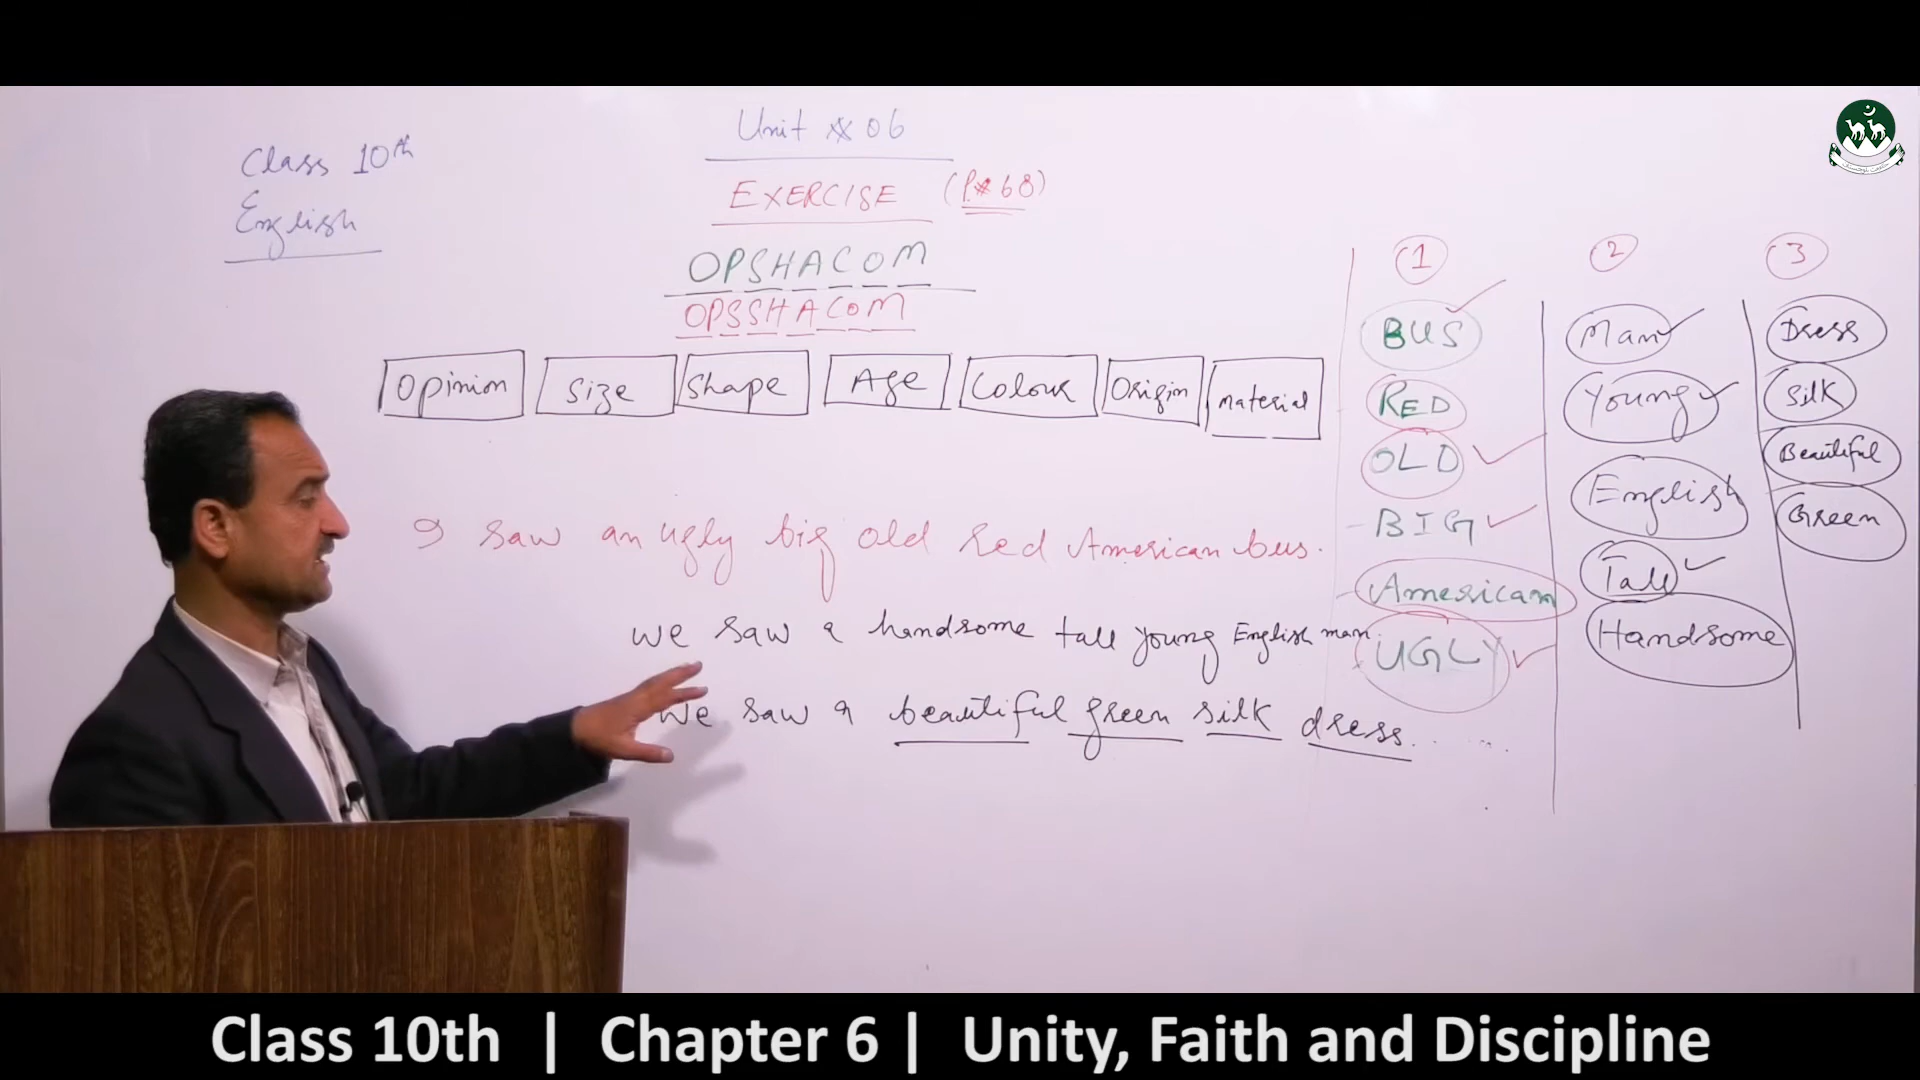 Unit # 06
Class 10th
English
EXERCISE (P.# 68)
OPSHACOM
OPSSHACOM
Opinion Size Shape Age Colour Origin material
I saw an ugly big old red American bus.
We saw a handsome tall young English man.
We saw a beautiful green silk dress.
1
BUS
RED
OLD
BIG
American
UGLY
2
Man
Young
English
Tall
Handsome
3
Dress
Silk
Beautiful
Green
Class 10th | Chapter 6 | Unity, Faith and Discipline